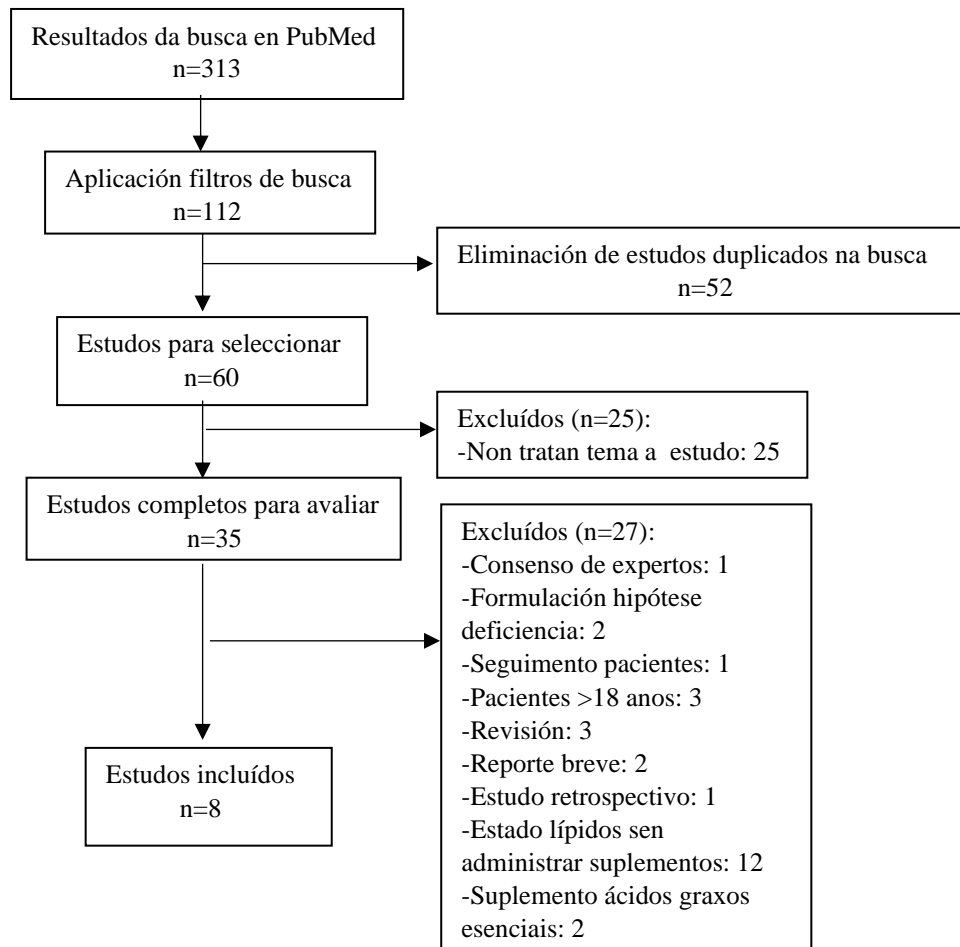 Resultados da busca en PubMed
n=313
Aplicación filtros de busca
n=112
Eliminación de estudos duplicados na busca
n=52
Estudos para seleccionar
n=60
Excluídos (n=25):
-Non tratan tema a estudo: 25
Estudos completos para avaliar
n=35
Excluídos (n=27):
-Consenso de expertos: 1
-Formulación hipótese
deficiencia: 2
-Seguimento pacientes: 1
-Pacientes >18 anos: 3
-Revisión: 3
-Reporte breve: 2
-Estudo retrospectivo: 1
-Estado lípidos sen
administrar suplementos: 12
-Suplemento ácidos graxos
esenciais: 2
Estudos incluídos
n=8